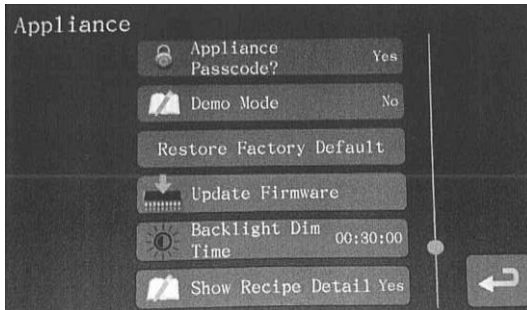 Appliance
Appliance
Passcode?
Yes
Demo Mode
No
Restore Factory Default
Update Firmware
Backlight Dim
Time
00:30:00
Show Recipe Detail Yes